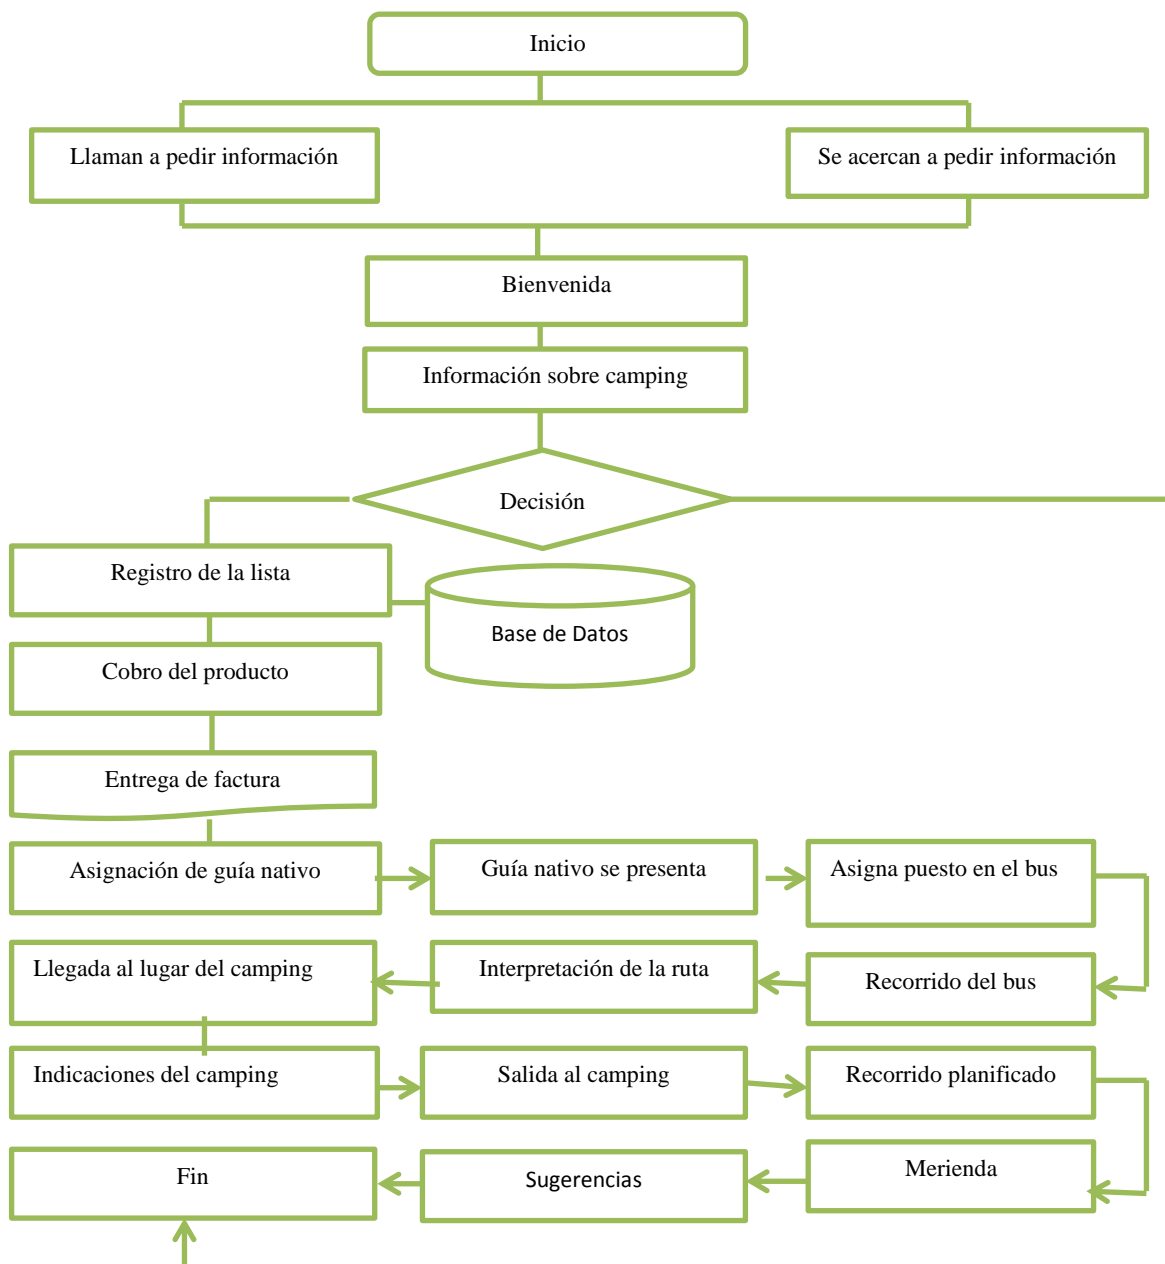 Inicio
Llaman a pedir información
Se acercan a pedir información
Bienvenida
Información sobre camping
Decisión
Registro de la lista
Base de Datos
Cobro del producto
Entrega de factura
Asignación de guía nativo
Guía nativo se presenta
Asigna puesto en el bus
Recorrido del bus
Interpretación de la ruta
Llegada al lugar del camping
Indicaciones del camping
Salida al camping
Recorrido planificado
Merienda
Sugerencias
Fin